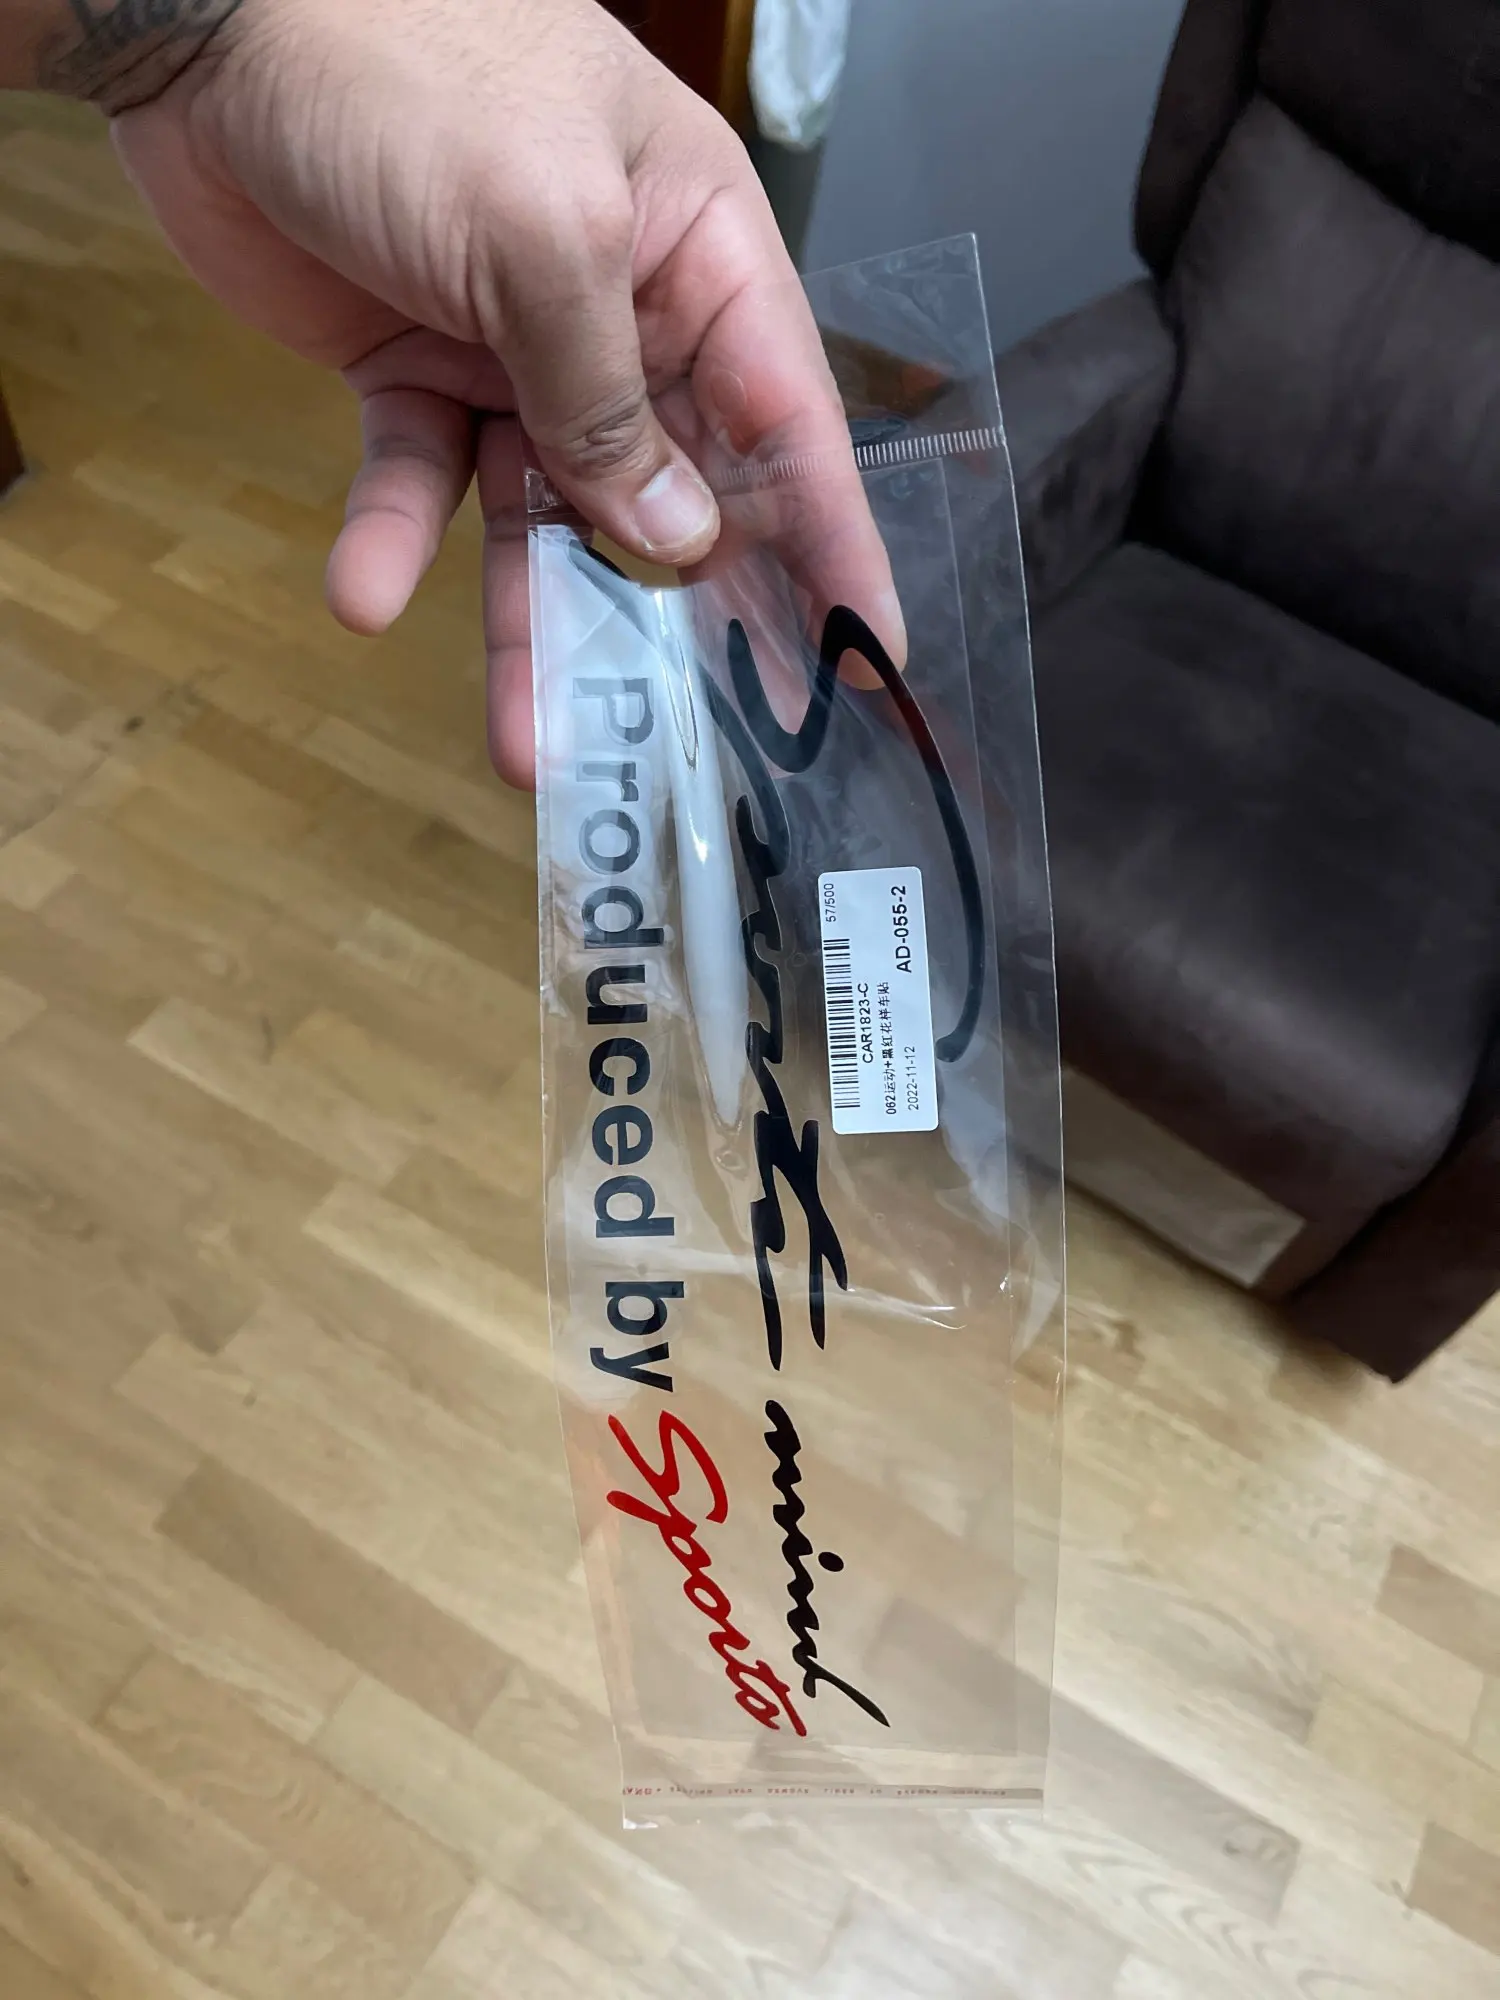 Sports mind
Produced by Sports
57/500
CAR1823-C
062运动+黑红花样车贴
AD-055-2
2022-11-12